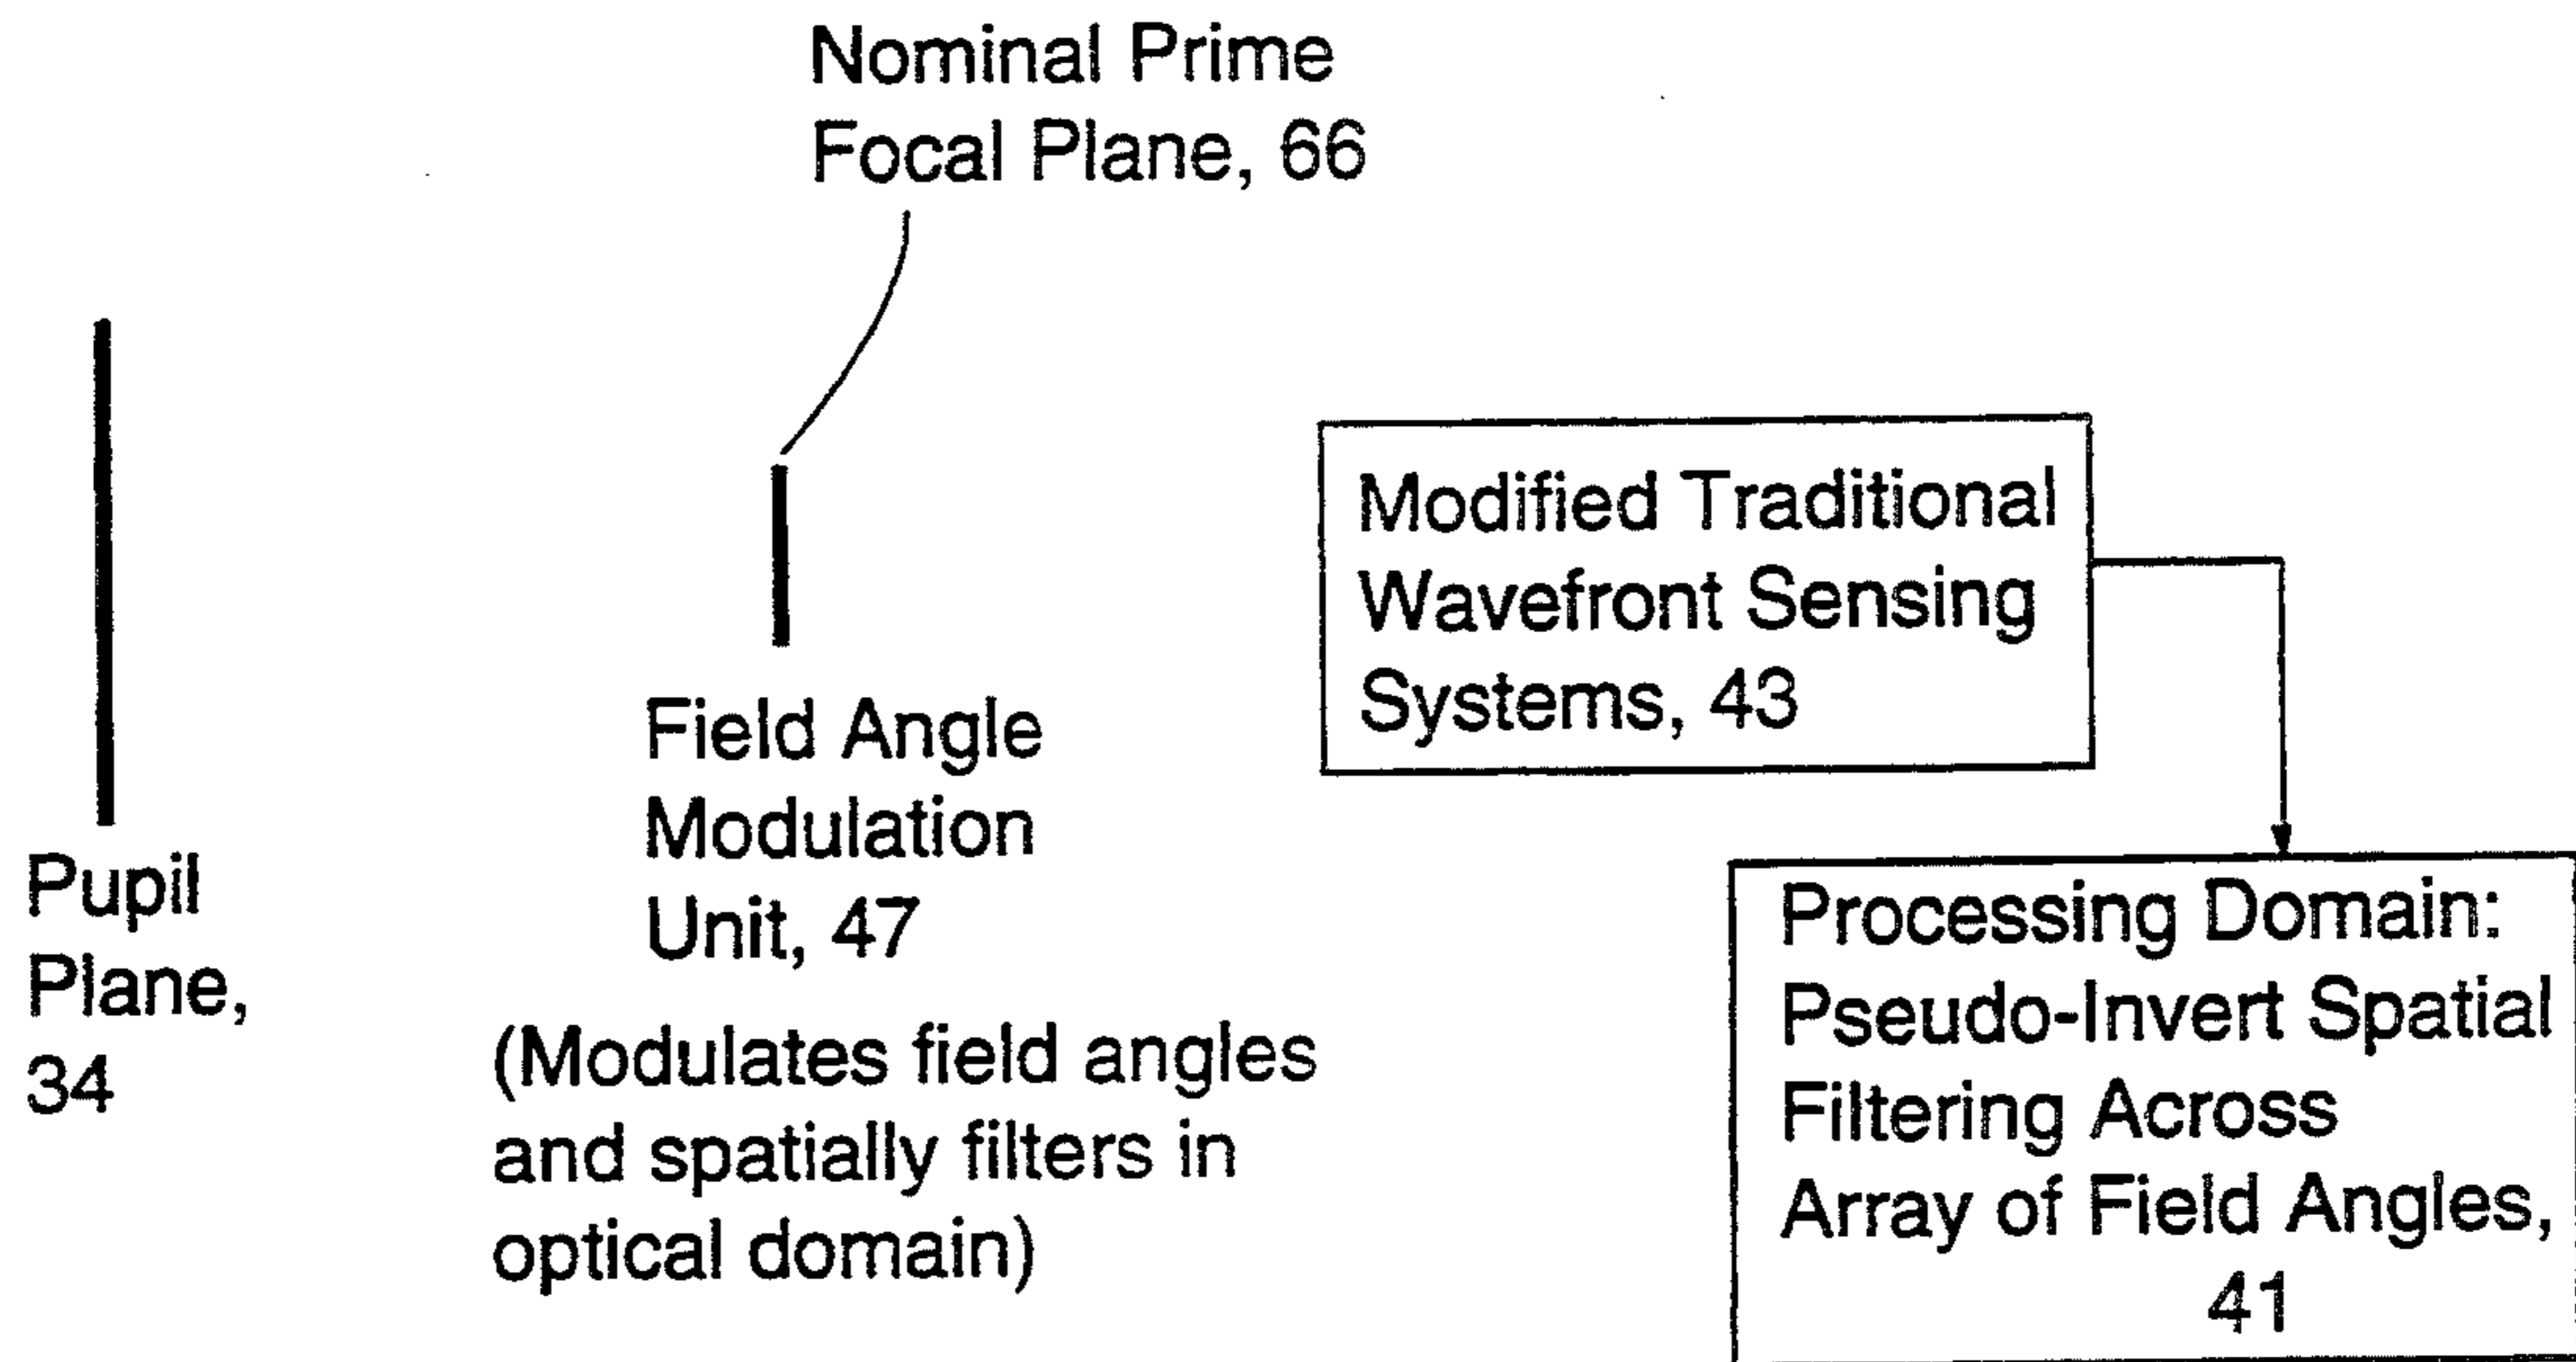 Nominal Prime
Focal Plane, 66
Modified Traditional
Wavefront Sensing
Systems, 43
Field Angle
Modulation
Unit, 47
(Modulates field angles
and spatially filters in
optical domain)
Pupil
Plane,
34
Processing Domain:
Pseudo-Invert Spatial
Filtering Across
Array of Field Angles,
41